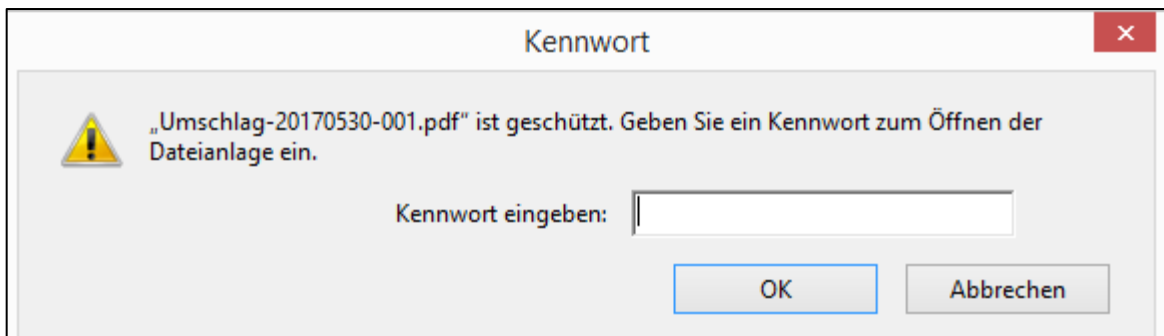 Kennwort
„Umschlag-20170530-001.pdf“ ist geschützt. Geben Sie ein Kennwort zum Öffnen der
Dateianlage ein.
Kennwort eingeben:
OK Abbrechen